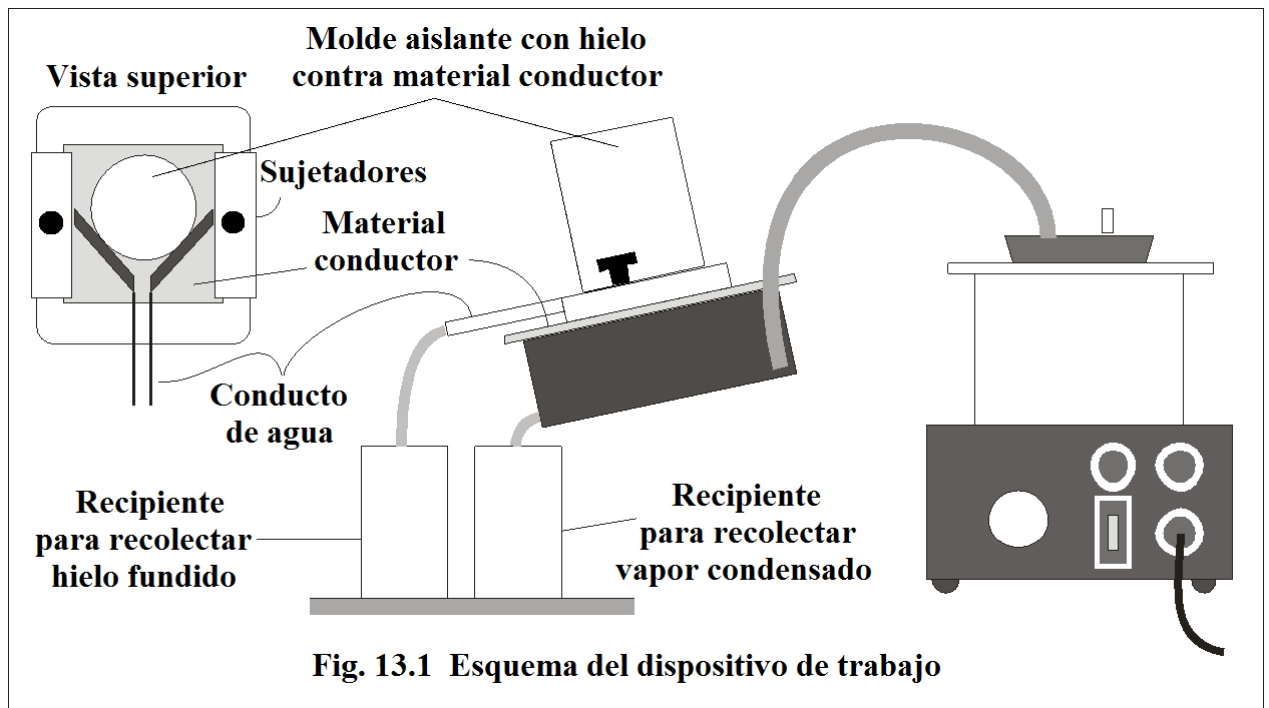 Molde aislante con hielo
contra material conductor
Vista superior
Sujetadores
Material
conductor
Conducto
de agua
Recipiente
para recolectar
hielo fundido
Recipiente
para recolectar
vapor condensado
Fig. 13.1 Esquema del dispositivo de trabajo